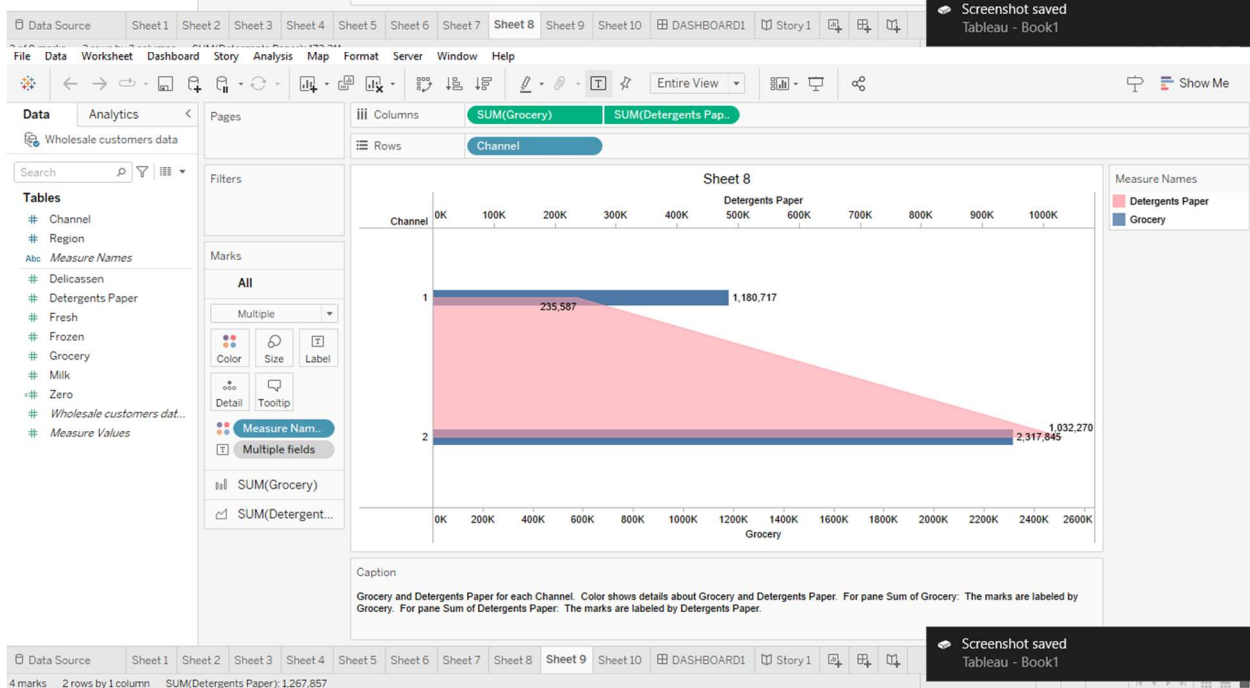 Screenshot saved
Tableau - Book1
Data Source Sheet 1 Sheet 2 Sheet 3 Sheet 4 Sheet 5 Sheet 6 Sheet 7 Sheet 8 Sheet 9 Sheet 10 DASHBOARD1 Story 1
File Data Worksheet Dashboard Story Analysis Map Format Server Window Help
Entire View Show Me
Data Analytics
Wholesale customers data
Search
Tables
# Channel
# Region
Abc Measure Names
# Delicassen
# Detergents Paper
# Fresh
# Frozen
# Grocery
# Milk
=# Zero
# Wholesale customers dat...
# Measure Values
Pages
Filters
Marks
All
Multiple
Color Size Label
Detail Tooltip
Measure Nam..
Multiple fields
SUM(Grocery)
SUM(Detergent...
Columns SUM(Grocery) SUM(Detergents Pap..
Rows Channel
Sheet 8
Detergents Paper
Channel 0K 100K 200K 300K 400K 500K 600K 700K 800K 900K 1000K
1 1,180,717
235,587
1,032,270
2 2,317,845
0K 200K 400K 600K 800K 1000K 1200K 1400K 1600K 1800K 2000K 2200K 2400K 2600K
Grocery
Measure Names
Detergents Paper
Grocery
Caption
Grocery and Detergents Paper for each Channel. Color shows details about Grocery and Detergents Paper. For pane Sum of Grocery: The marks are labeled by
Grocery. For pane Sum of Detergents Paper: The marks are labeled by Detergents Paper.
Screenshot saved
Tableau - Book1
Data Source Sheet 1 Sheet 2 Sheet 3 Sheet 4 Sheet 5 Sheet 6 Sheet 7 Sheet 8 Sheet 9 Sheet 10 DASHBOARD1 Story 1
4 marks 2 rows by 1 column SUM(Detergents Paper): 1,267,857